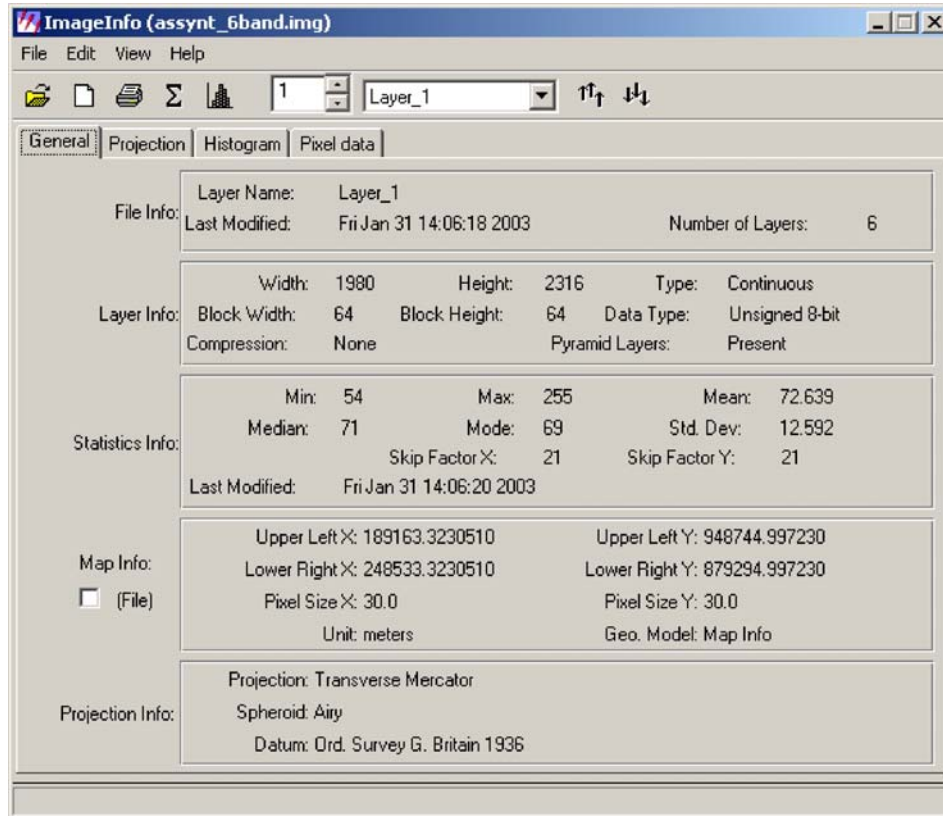 ImageInfo (assynt_6band.img)
File Edit View Help
Σ 1 Layer_1
General Projection Histogram Pixel data
File Info:
Layer Name: Layer_1
Last Modified: Fri Jan 31 14:06:18 2003 Number of Layers: 6
Layer Info:
Width: 1980 Height: 2316 Type: Continuous
Block Width: 64 Block Height: 64 Data Type: Unsigned 8-bit
Compression: None Pyramid Layers: Present
Statistics Info:
Min: 54 Max: 255 Mean: 72.639
Median: 71 Mode: 69 Std. Dev: 12.592
Skip Factor X: 21 Skip Factor Y: 21
Last Modified: Fri Jan 31 14:06:20 2003
Map Info:
(File)
Upper Left X: 189163.3230510 Upper Left Y: 948744.997230
Lower Right X: 248533.3230510 Lower Right Y: 879294.997230
Pixel Size X: 30.0 Pixel Size Y: 30.0
Unit: meters Geo. Model: Map Info
Projection Info:
Projection: Transverse Mercator
Spheroid: Airy
Datum: Ord. Survey G. Britain 1936